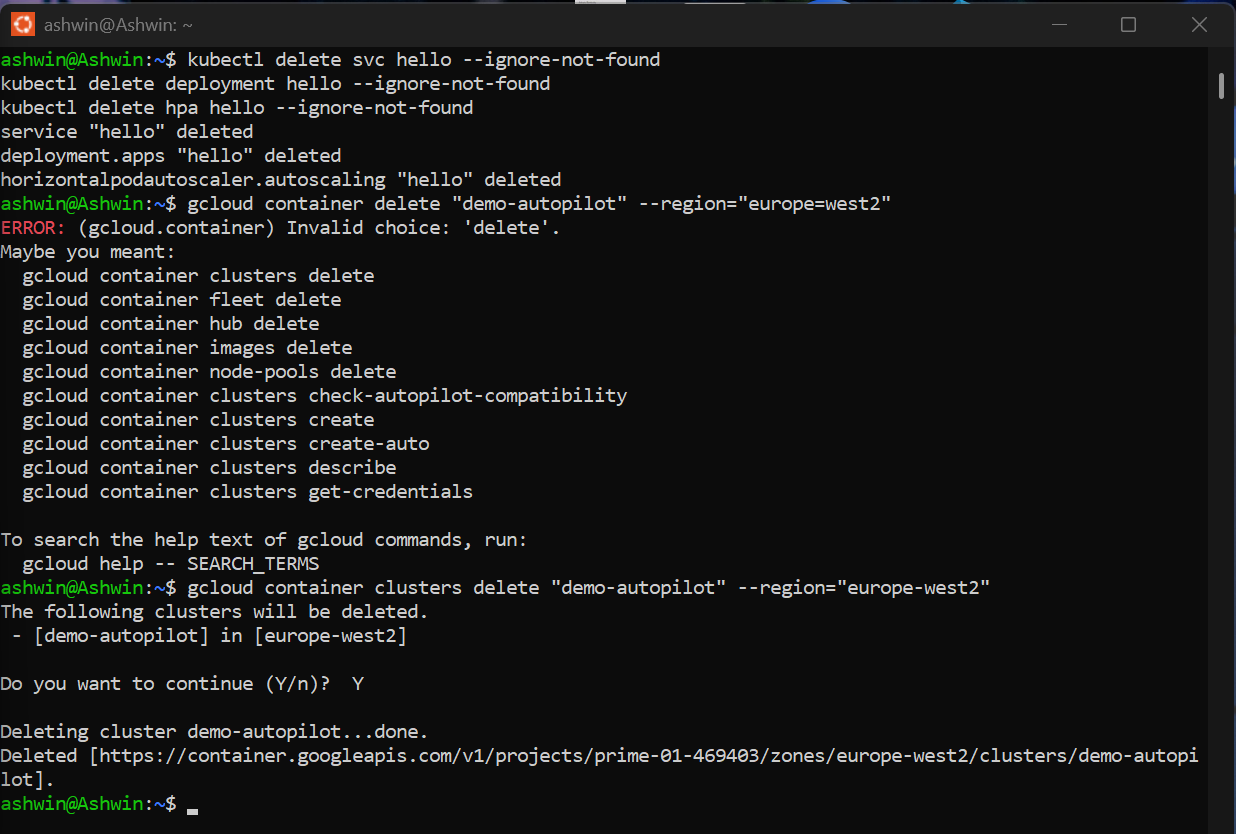 ashwin@Ashwin: ~
ashwin@Ashwin:~$ kubectl delete svc hello --ignore-not-found
kubectl delete deployment hello --ignore-not-found
kubectl delete hpa hello --ignore-not-found
service "hello" deleted
deployment.apps "hello" deleted
horizontalpodautoscaler.autoscaling "hello" deleted
ashwin@Ashwin:~$ gcloud container delete "demo-autopilot" --region="europe=west2"
ERROR: (gcloud.container) Invalid choice: 'delete'.
Maybe you meant:
  gcloud container clusters delete
  gcloud container fleet delete
  gcloud container hub delete
  gcloud container images delete
  gcloud container node-pools delete
  gcloud container clusters check-autopilot-compatibility
  gcloud container clusters create
  gcloud container clusters create-auto
  gcloud container clusters describe
  gcloud container clusters get-credentials
To search the help text of gcloud commands, run:
  gcloud help -- SEARCH_TERMS
ashwin@Ashwin:~$ gcloud container clusters delete "demo-autopilot" --region="europe-west2"
The following clusters will be deleted.
 - [demo-autopilot] in [europe-west2]
Do you want to continue (Y/n)?  Y
Deleting cluster demo-autopilot...done.
Deleted [https://container.googleapis.com/v1/projects/prime-01-469403/zones/europe-west2/clusters/demo-autopi
lot].
ashwin@Ashwin:~$